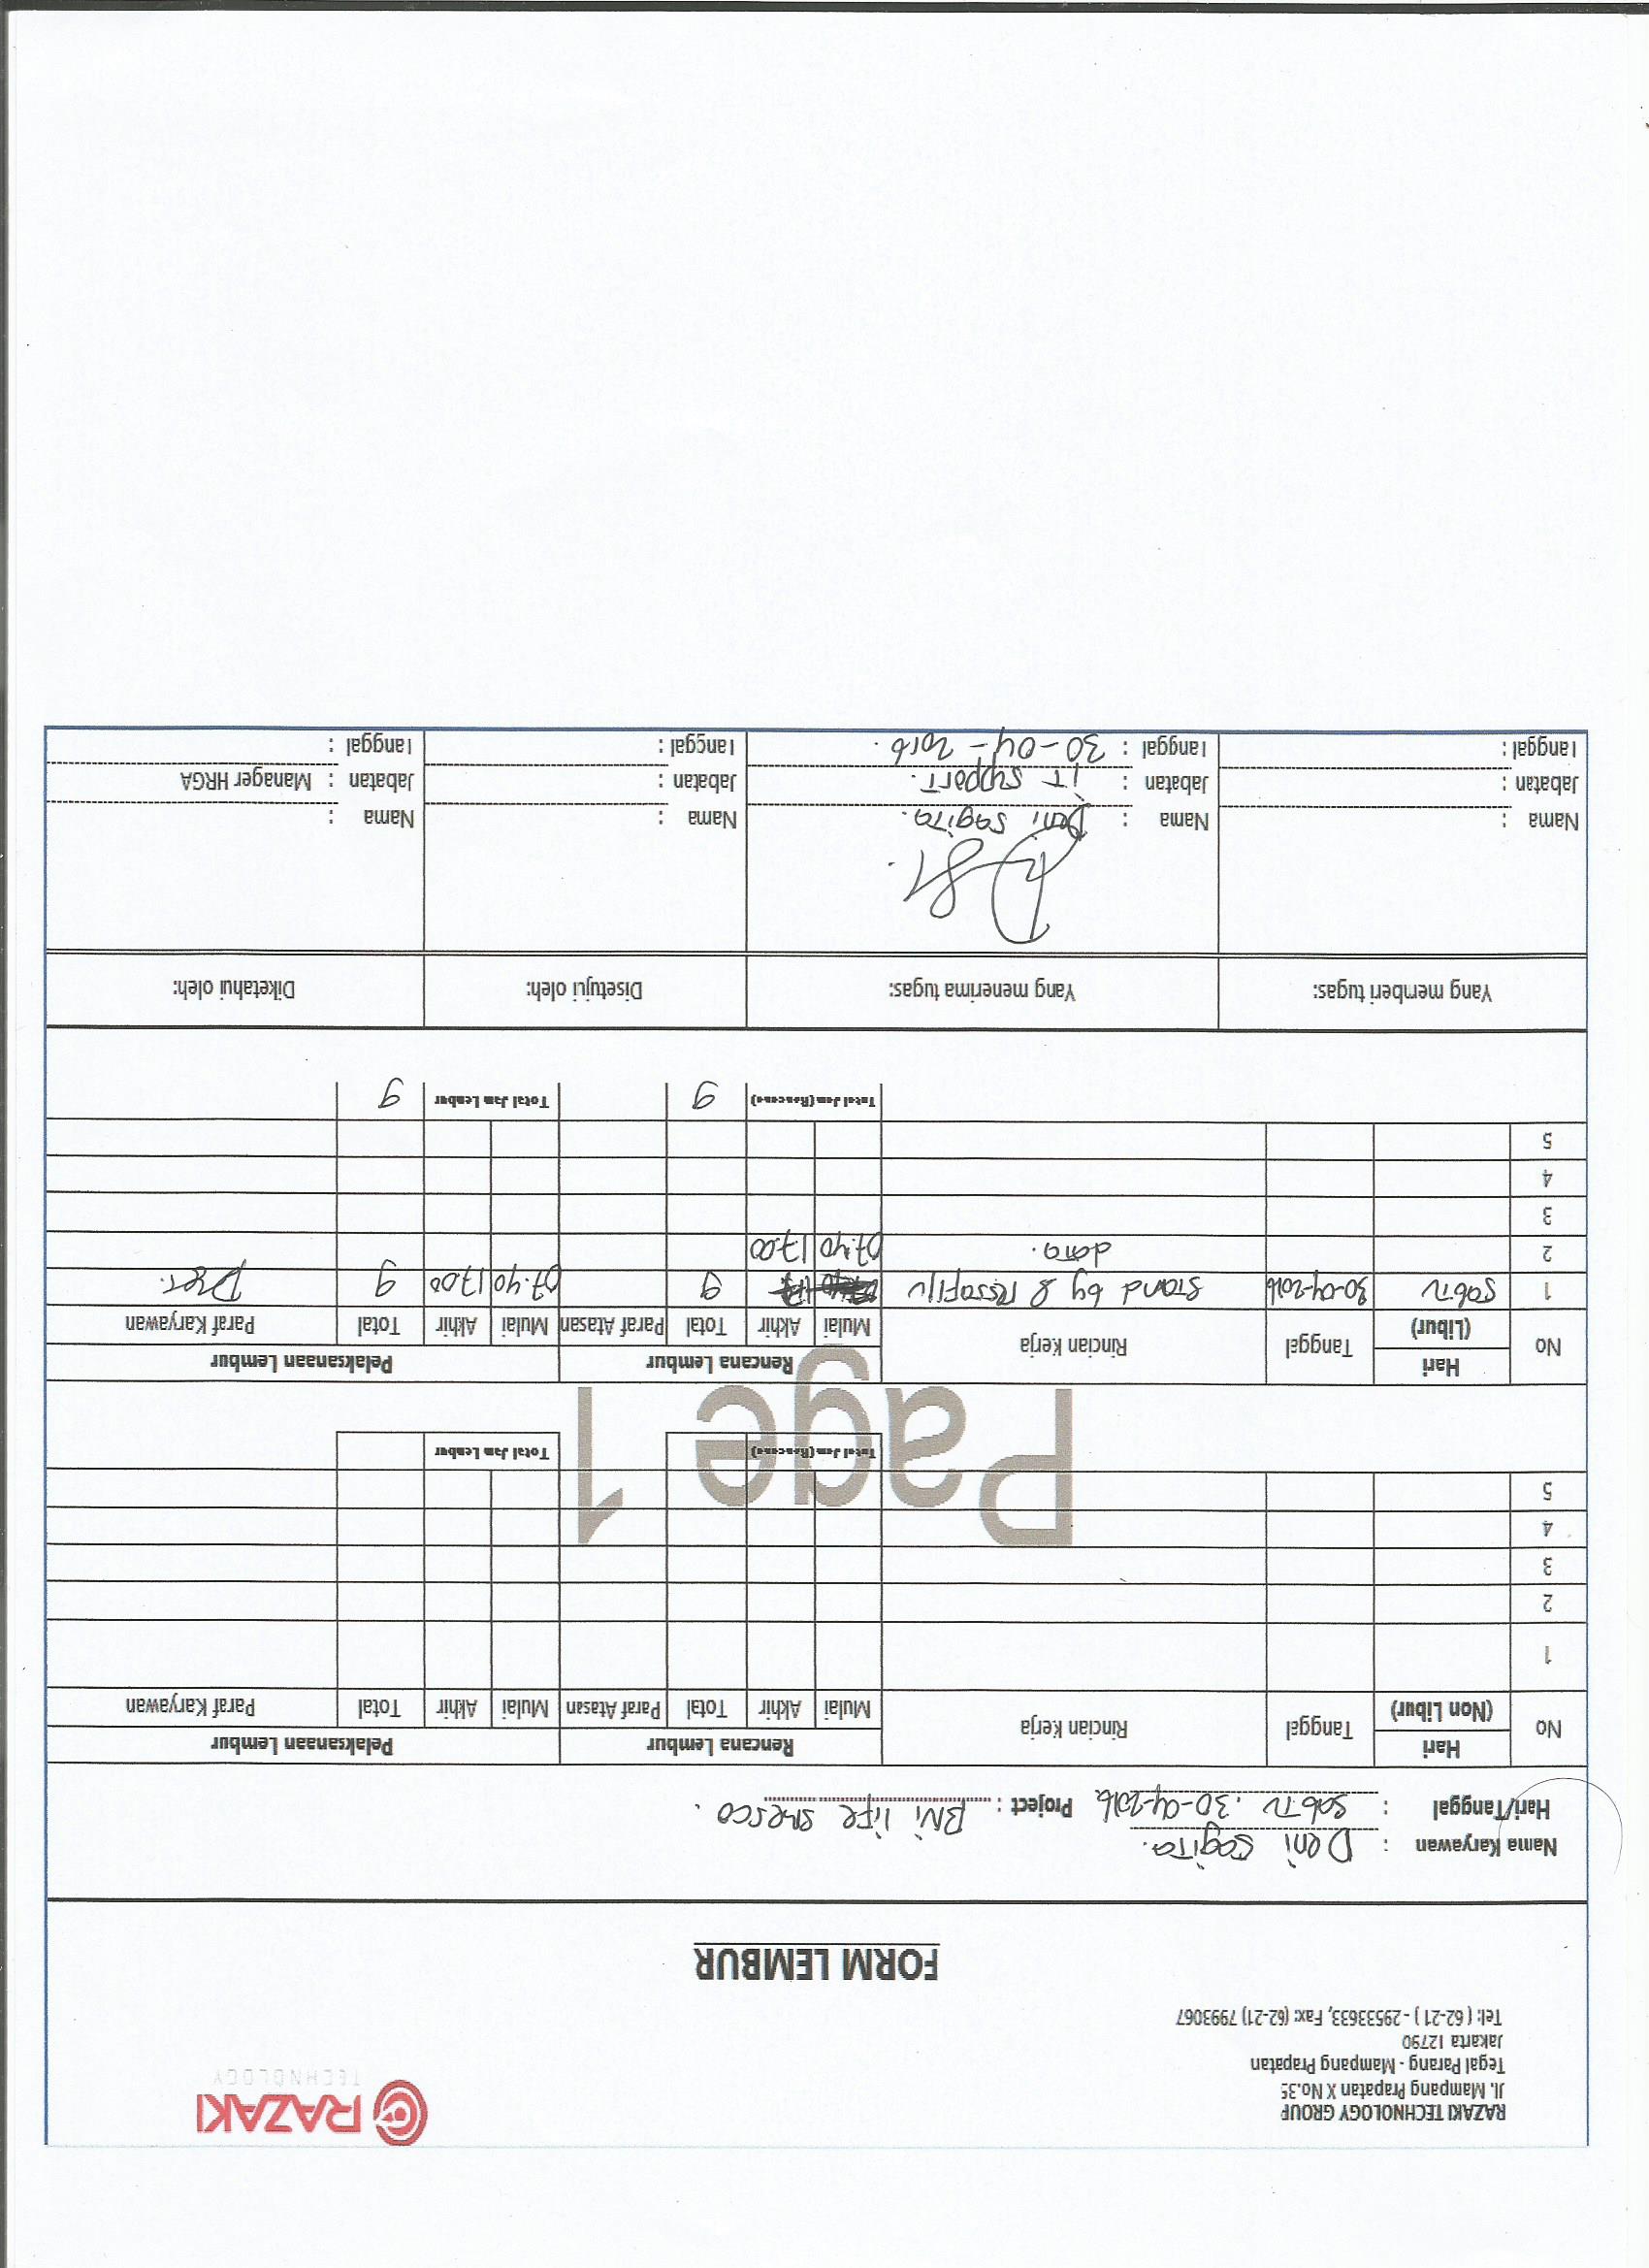 RAZAKI TECHNOLOGY GROUP
Jl. Mampang Prapatan X No.35
Tegal Parang - Mampang Prapatan
Jakarta 12790
Tel: ( 62-21 ) - 29533633, Fax: (62-21) 7993067
RAZAKI
TECHNOLOGY
FORM LEMBUR
Nama Karyawan : Deni Sagita.
Hari/Tanggal : Sabtu . 30-04-2016 Project : BNi life Smesco .
No Hari Tanggal Rincian Kerja Rencana Lembur Pelaksanaan Lembur
(Non Libur) Mulai Akhir Total Paraf Atasan Mulai Akhir Total Paraf Karyawan
1
2
3
4
5
Total Jam (Rencana) Total Jam Lembur
Page 1
No Hari Tanggal Rincian Kerja Rencana Lembur Pelaksanaan Lembur
(Libur) Mulai Akhir Total Paraf Atasan Mulai Akhir Total Paraf Karyawan
1 Sabtu 30-04-2016 Stand by & 9 07.40 17.00 9
2 data. 07.40 17.00
3
4
5
Total Jam (Rencana) 9 Total Jam Lembur 9
Yang memberi tugas: Yang menerima tugas: Disetujui oleh: Diketahui oleh:
Nama : Nama : Deni Sagita. Nama : Nama :
Jabatan : Jabatan : iT support. Jabatan : Jabatan : Manager HRGA
Tanggal : Tanggal : 30-04-2016. Tanggal : Tanggal :